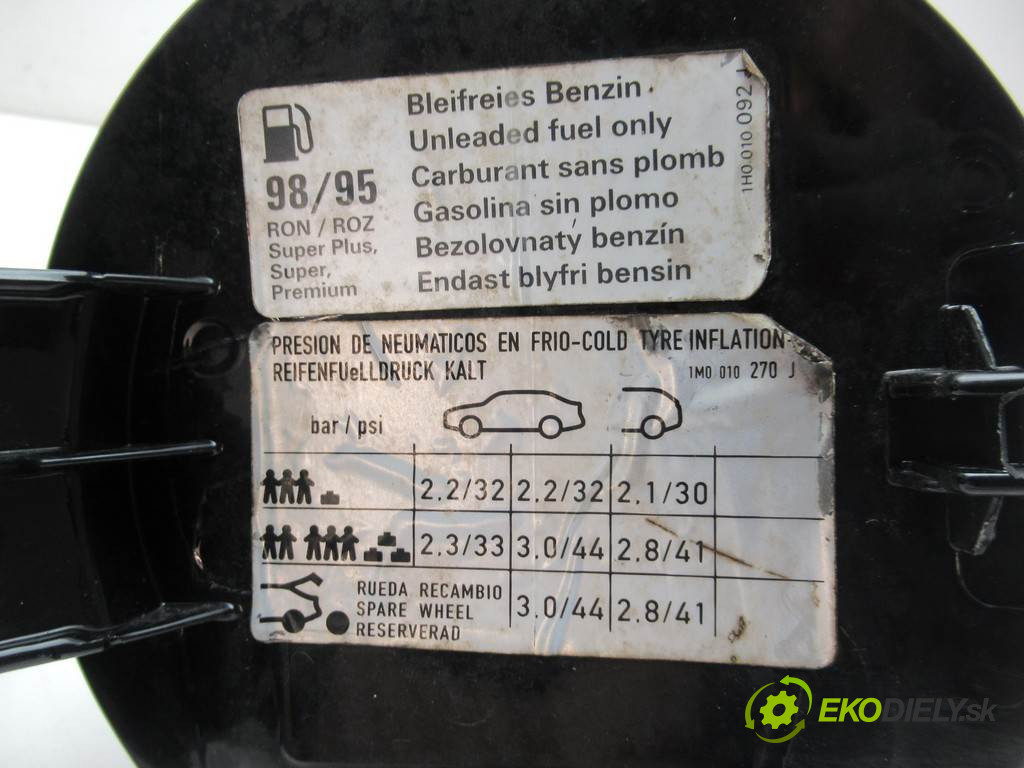 98/95
RON / ROZ
Super Plus,
Super,
Premium
Bleifreies Benzin
Unleaded fuel only
Carburant sans plomb
Gasolina sin plomo
Bezolovnatý benzín
Endast blyfri bensin
1H0.010.092 J
PRESION DE NEUMATICOS EN FRIO-COLD TYRE INFLATION-
REIFENFUeLLDRUCK KALT
1M0 010 270 J
bar / psi
2.2/32 2.2/32 2.1/30
2.3/33 3.0/44 2.8/41
RUEDA RECAMBIO
SPARE WHEEL
RESERVERAD
3.0/44 2.8/41
EKODIELY.sk